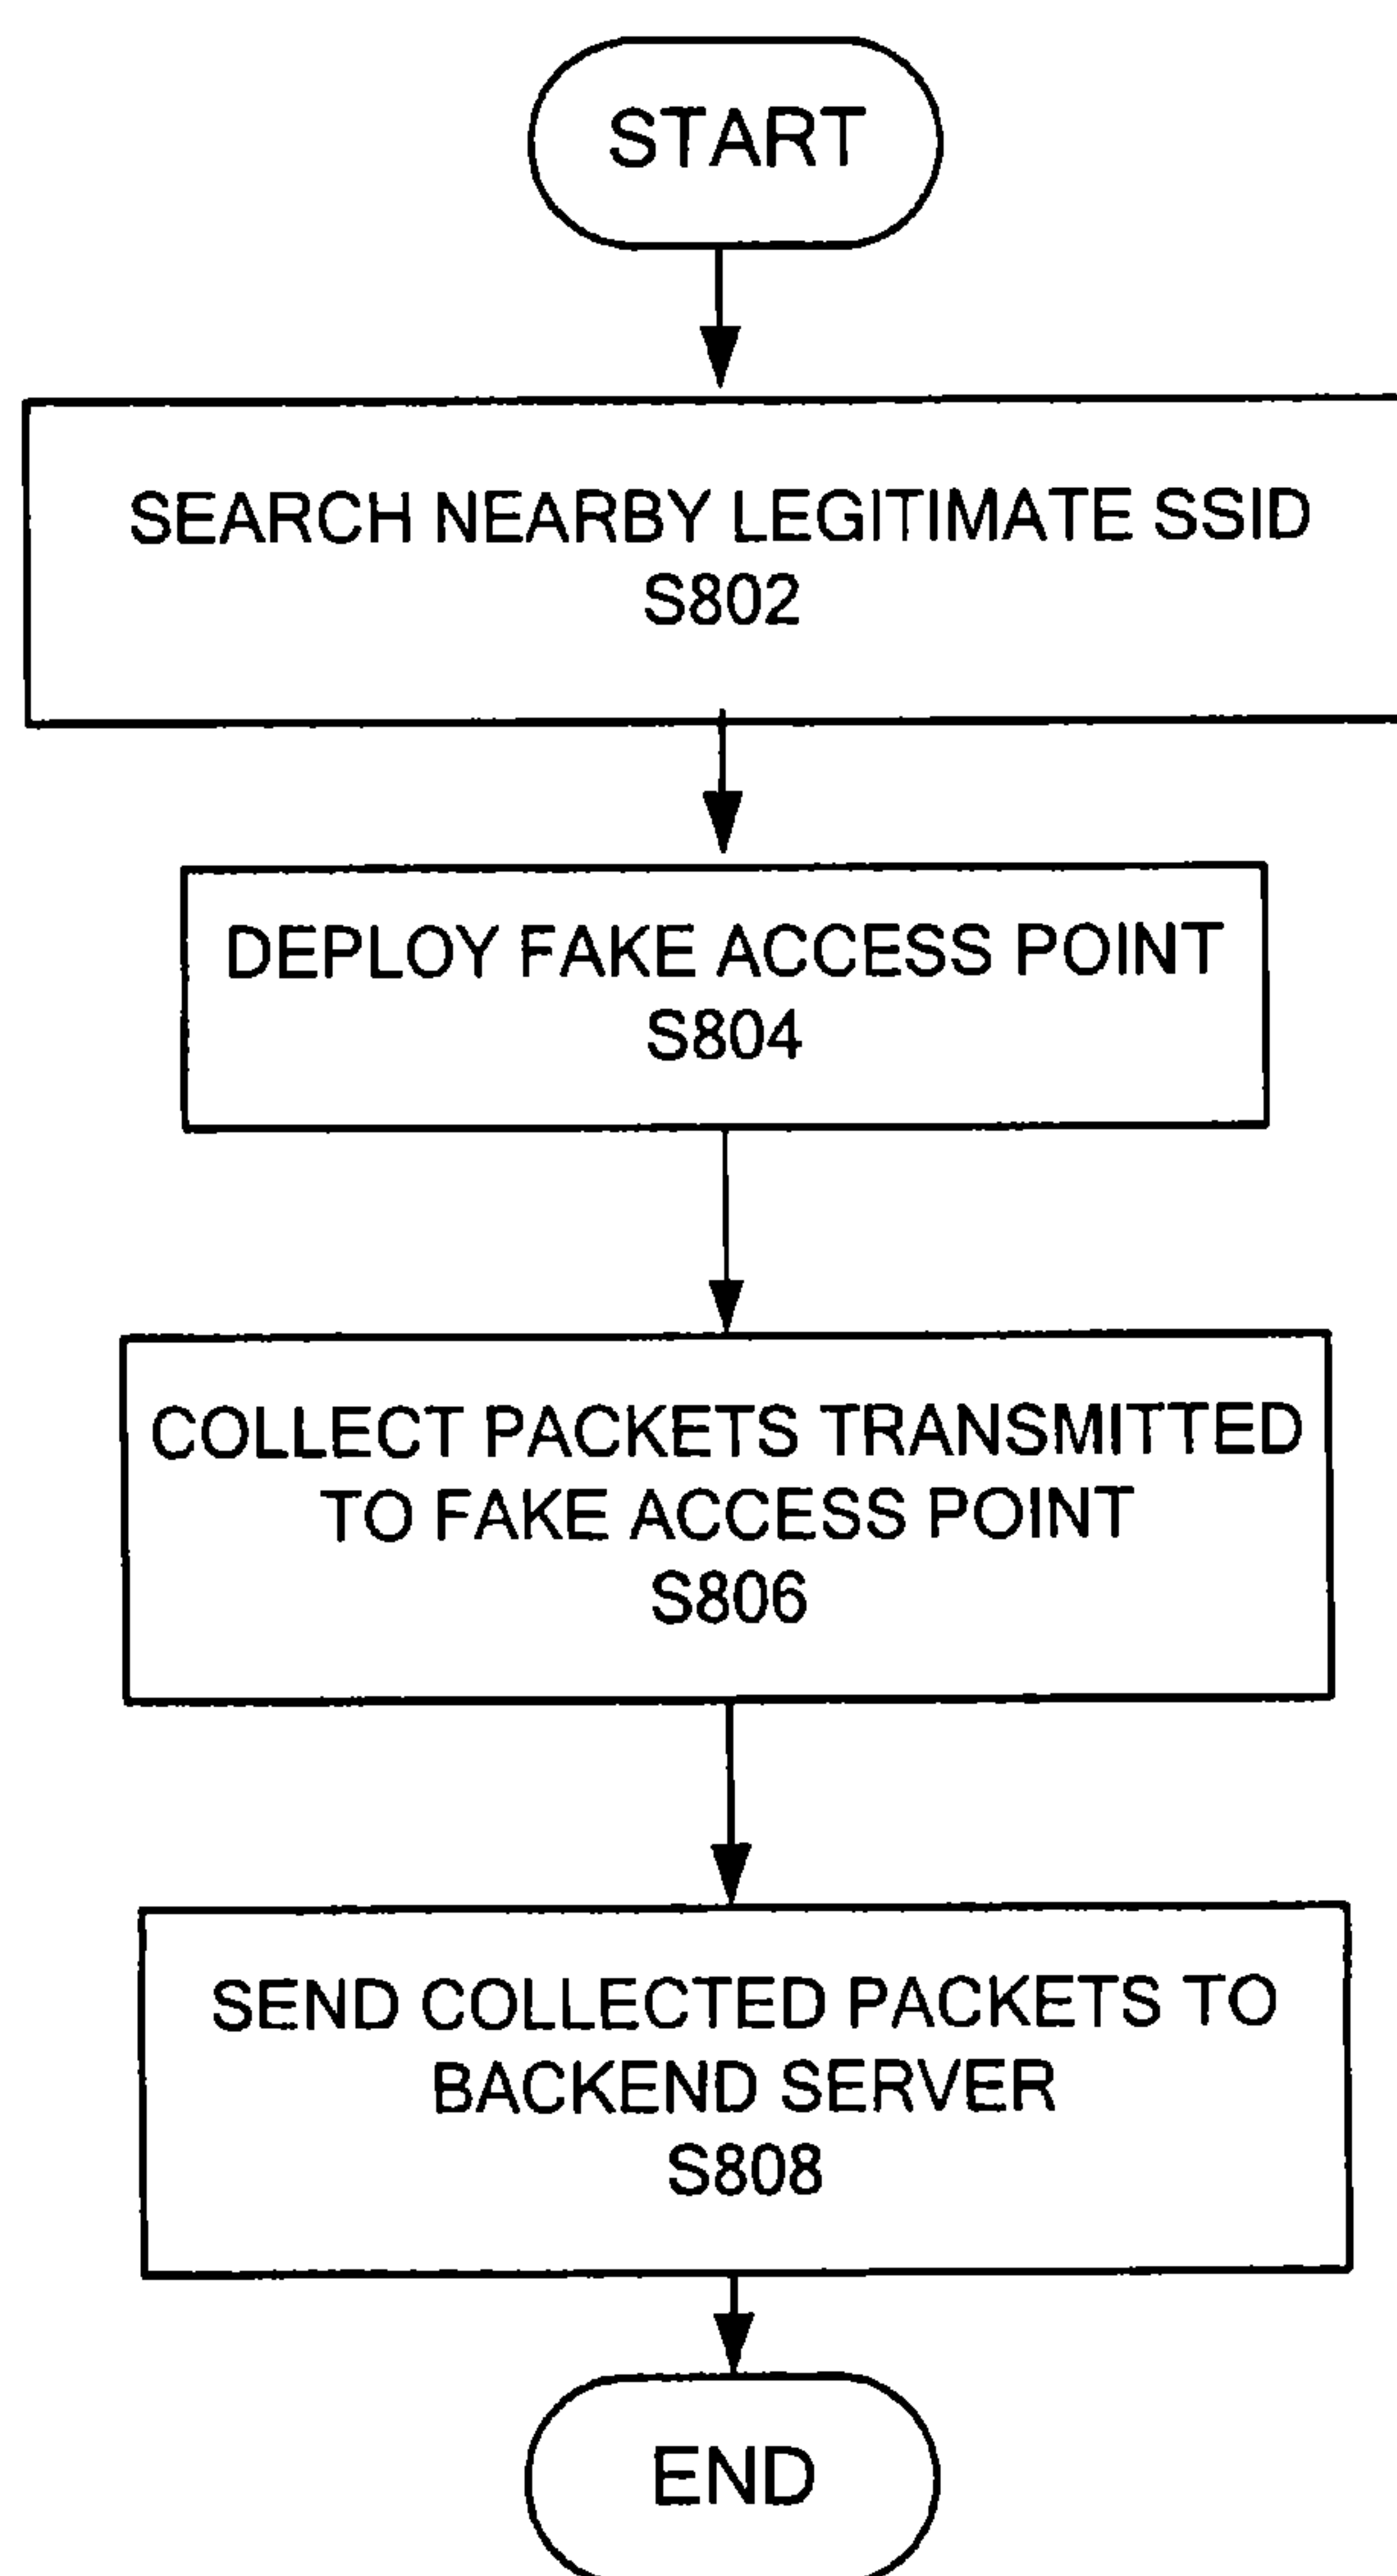 START
SEARCH NEARBY LEGITIMATE SSID
S802
DEPLOY FAKE ACCESS POINT
S804
COLLECT PACKETS TRANSMITTED
TO FAKE ACCESS POINT
S806
SEND COLLECTED PACKETS TO
BACKEND SERVER
S808
END